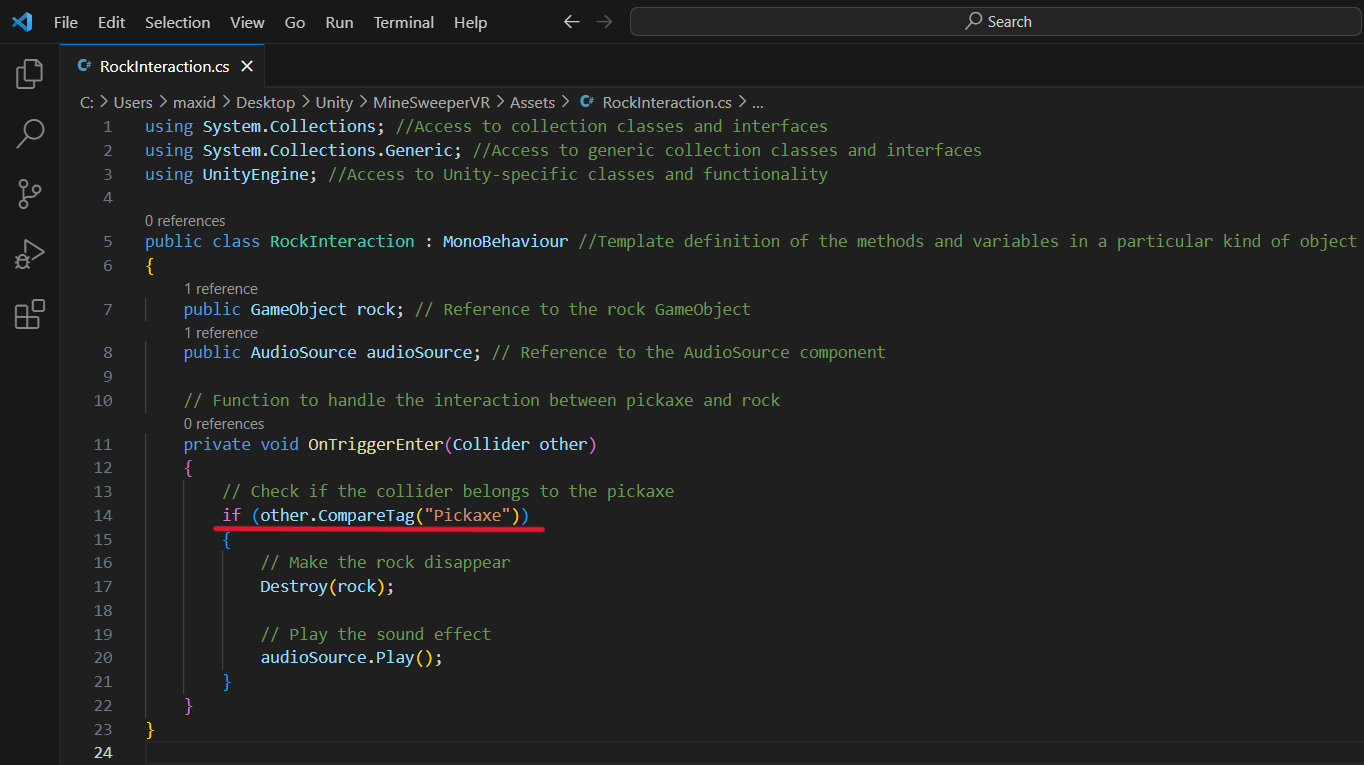 File Edit Selection View Go Run Terminal Help Search
RockInteraction.cs
C: Users maxid Desktop Unity MineSweeperVR Assets C# RockInteraction.cs ...
1 using System.Collections; //Access to collection classes and interfaces
2 using System.Collections.Generic; //Access to generic collection classes and interfaces
3 using UnityEngine; //Access to Unity-specific classes and functionality
4
0 references
5 public class RockInteraction : MonoBehaviour //Template definition of the methods and variables in a particular kind of object
6 {
1 reference
7 public GameObject rock; // Reference to the rock GameObject
1 reference
8 public AudioSource audioSource; // Reference to the AudioSource component
9
10 // Function to handle the interaction between pickaxe and rock
0 references
11 private void OnTriggerEnter(Collider other)
12 {
13 // Check if the collider belongs to the pickaxe
14 if (other.CompareTag("Pickaxe"))
15 {
16 // Make the rock disappear
17 Destroy(rock);
18
19 // Play the sound effect
20 audioSource.Play();
21 }
22 }
23 }
24